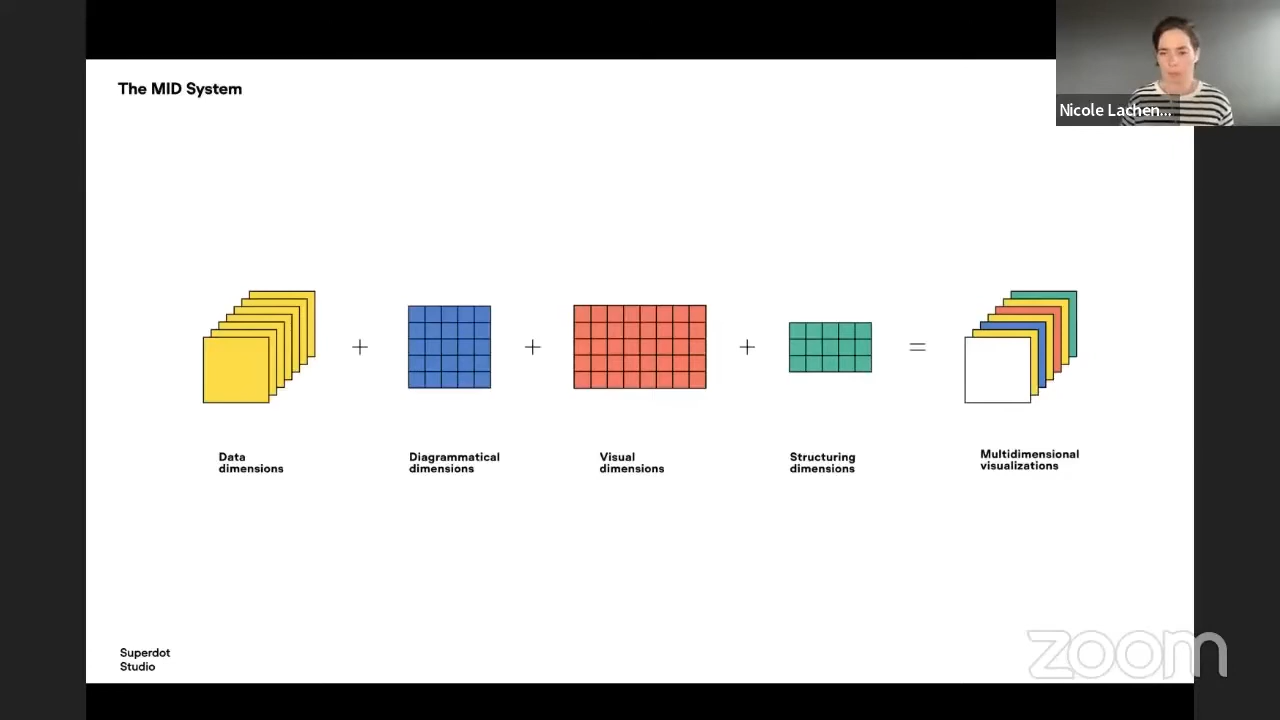 The MID System
Nicole Lachen...
+
+
+
=
Data
dimensions
Diagrammatical
dimensions
Visual
dimensions
Structuring
dimensions
Multidimensional
visualizations
Superdot
Studio
zoom